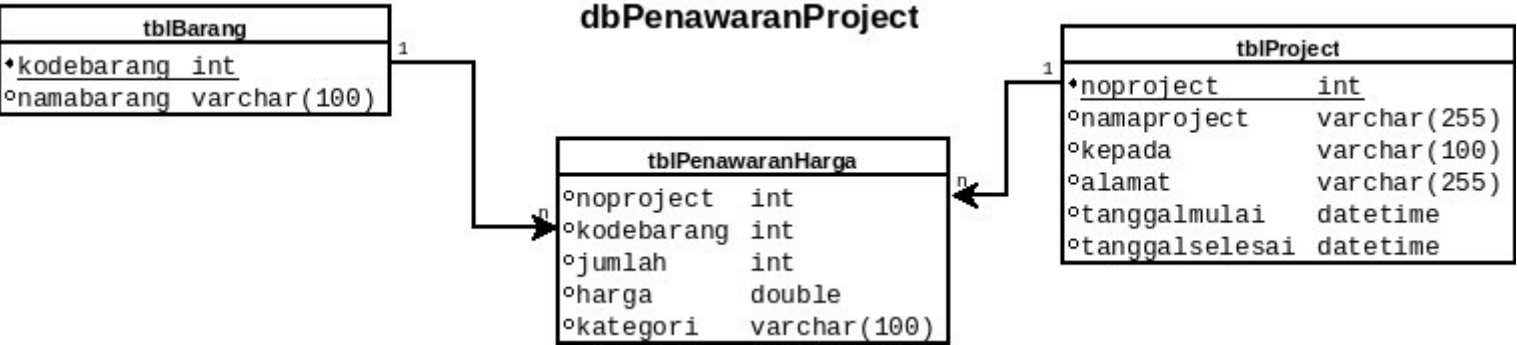 dbPenawaranProject
tblBarang
kodebarang int
namabarang varchar(100)
1
n
tblPenawaranHarga
noproject int
kodebarang int
jumlah int
harga double
kategori varchar(100)
1
n
tblProject
noproject int
namaproject varchar(255)
kepada varchar(100)
alamat varchar(255)
tanggalmulai datetime
tanggalselesai datetime